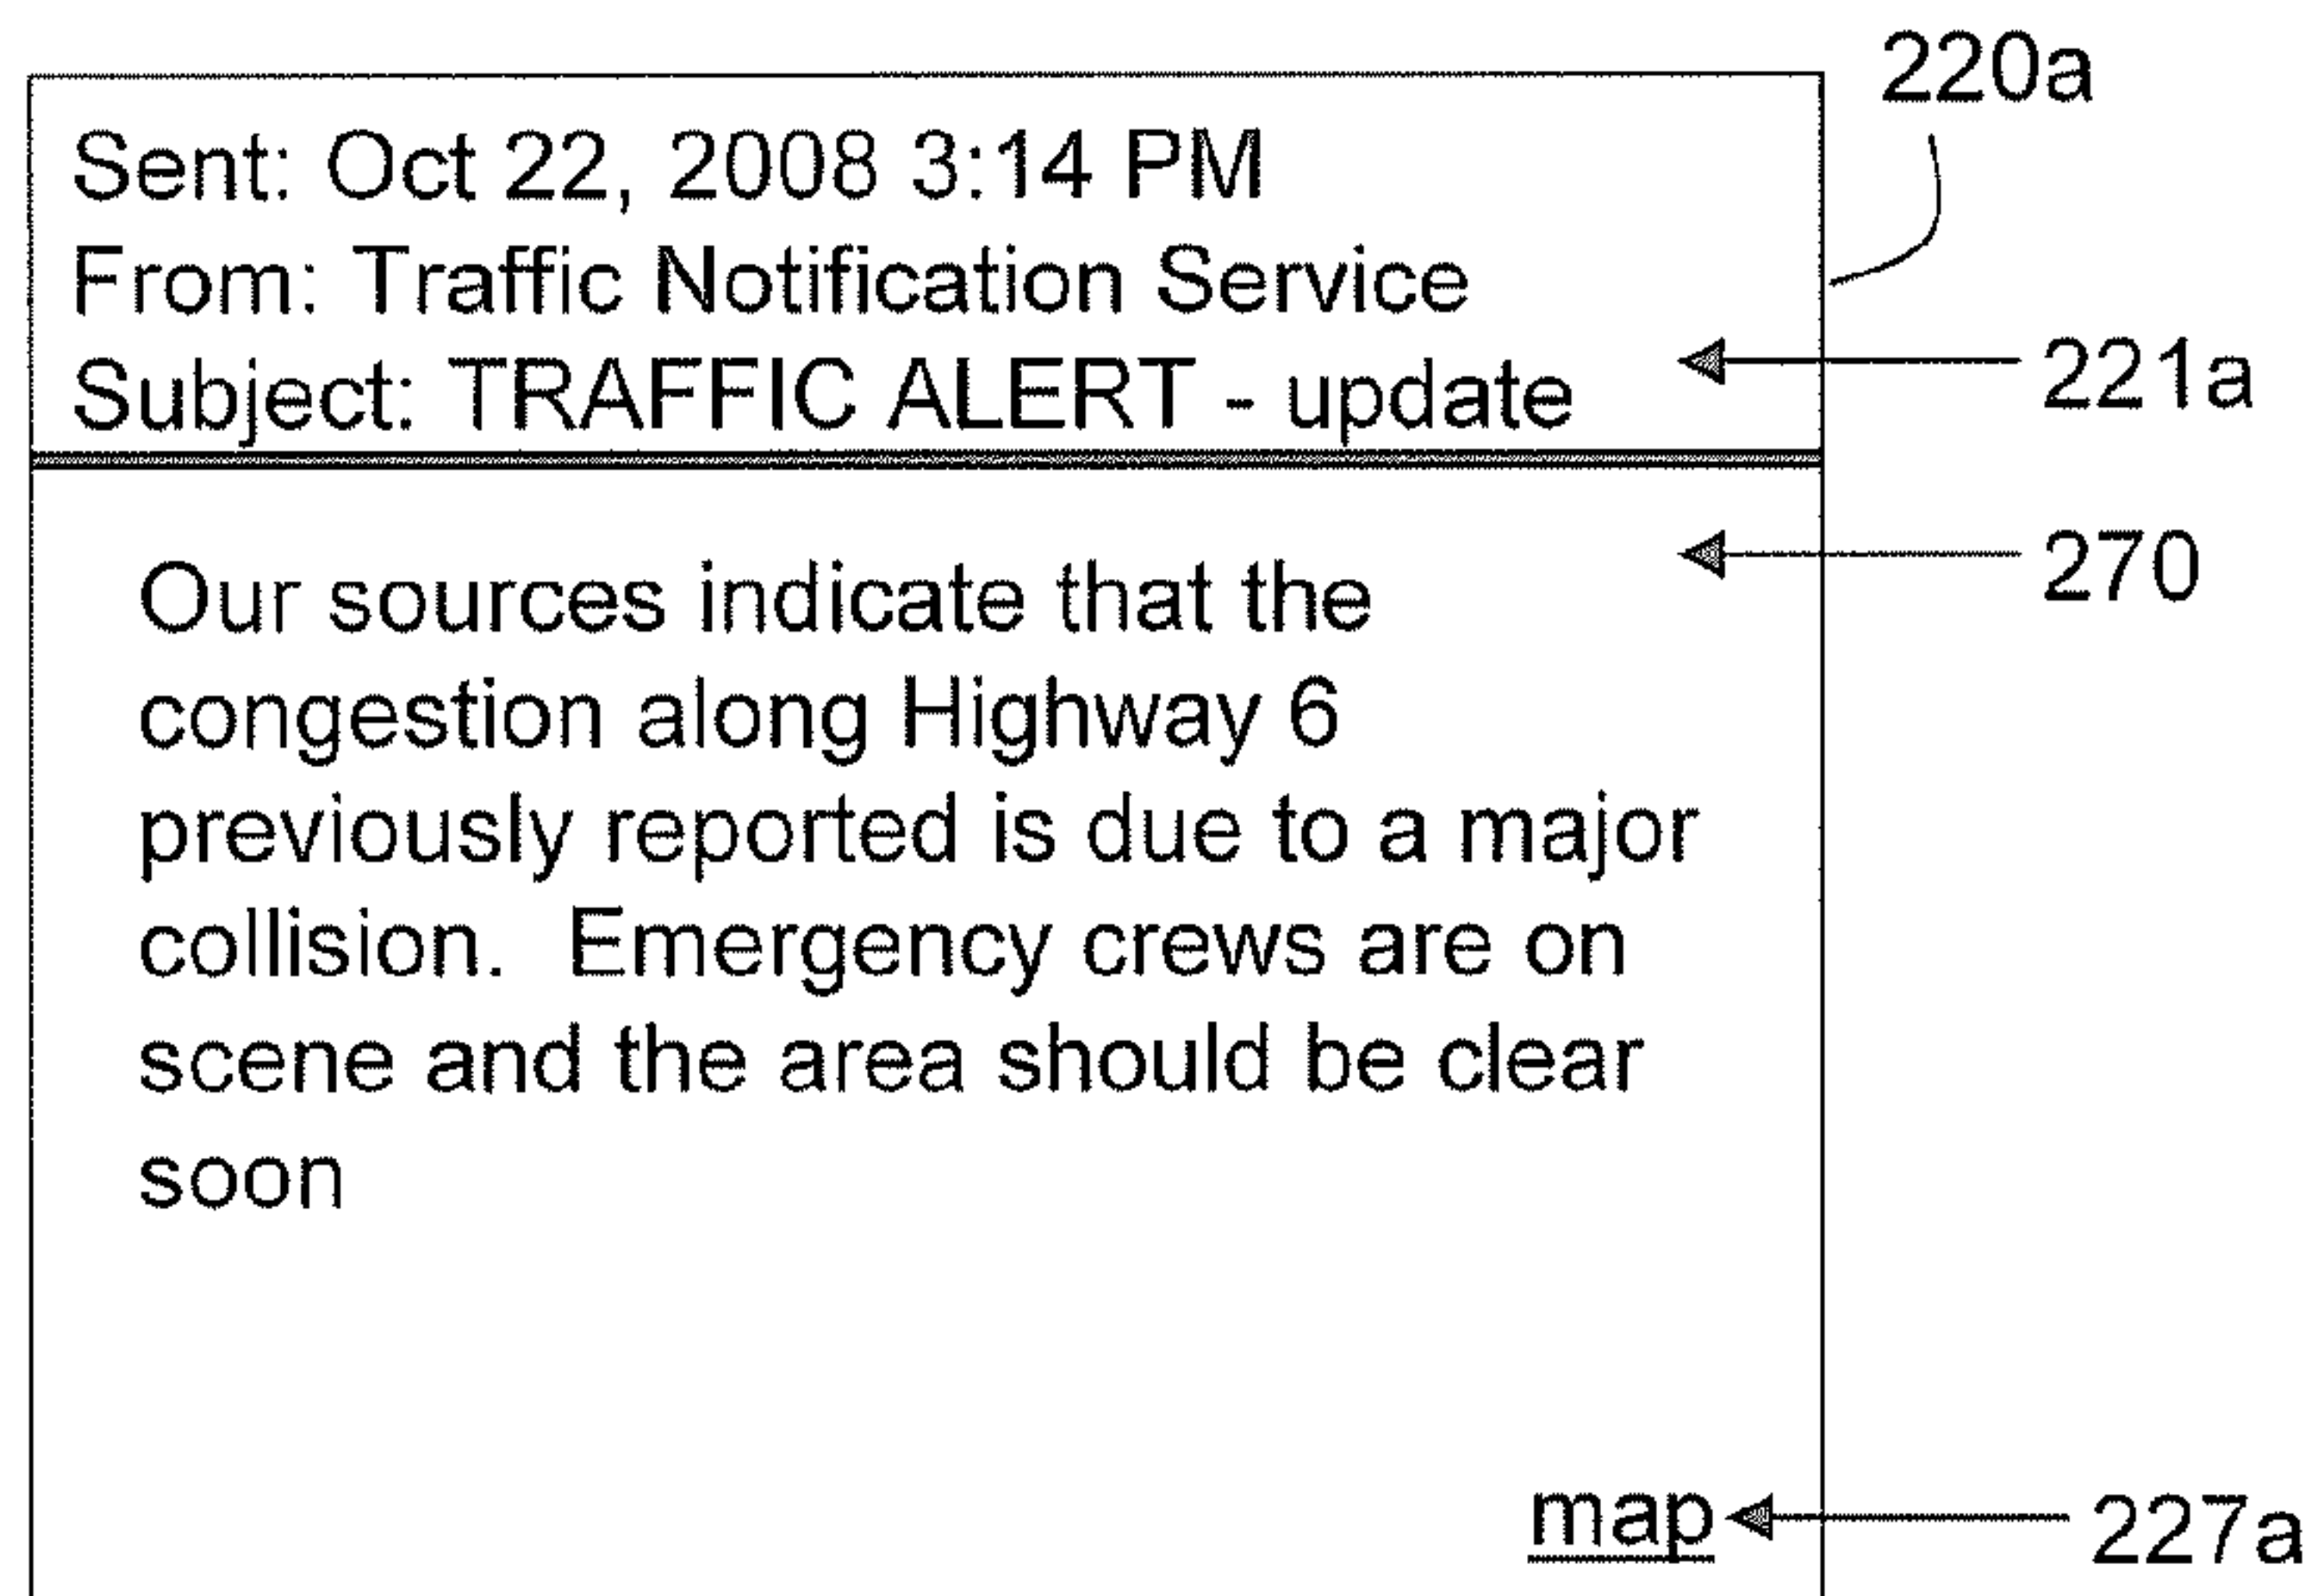 220a
Sent: Oct 22, 2008 3:14 PM
From: Traffic Notification Service
Subject: TRAFFIC ALERT - update
221a
270
Our sources indicate that the
congestion along Highway 6
previously reported is due to a major
collision.  Emergency crews are on
scene and the area should be clear
soon
map
227a